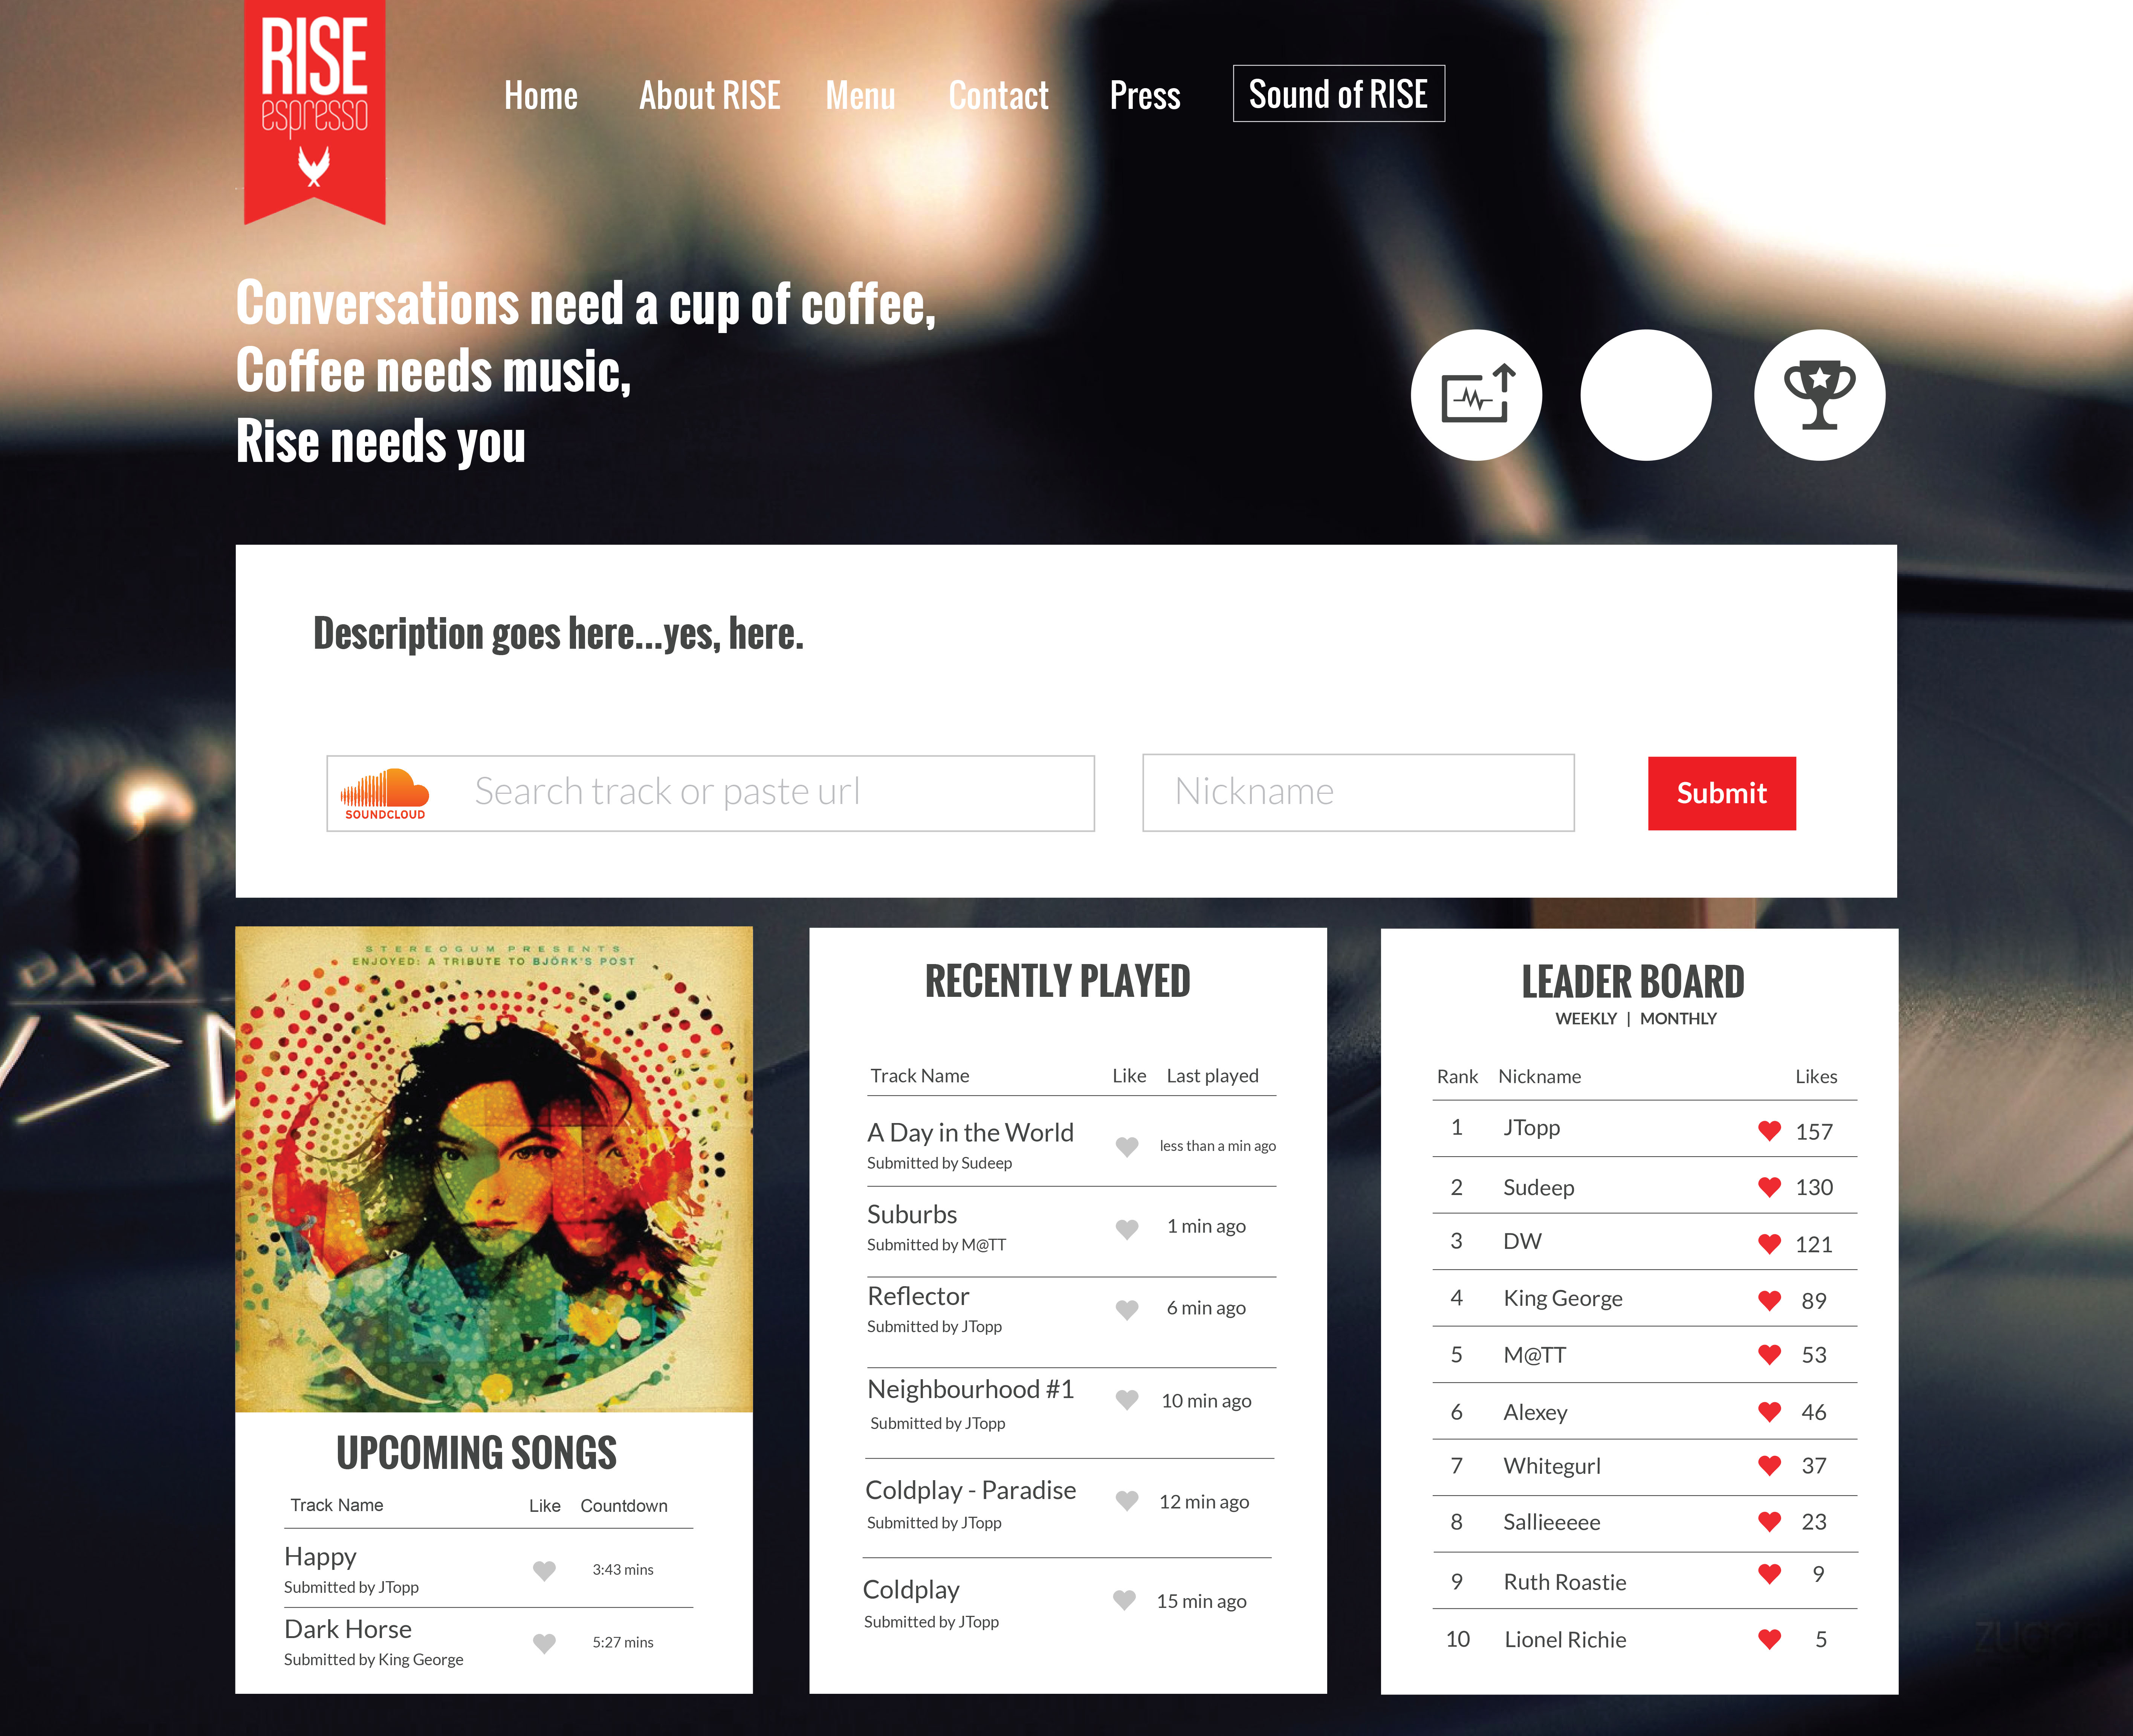 RISE
espresso
Home About RISE Menu Contact Press Sound of RISE
Conversations need a cup of coffee,
Coffee needs music,
Rise needs you
Description goes here...yes, here.
SOUNDCLOUD Search track or paste url Nickname Submit
STEREOGUM PRESENTS
ENJOYED: A TRIBUTE TO BJÖRK'S POST
UPCOMING SONGS
Track Name Like Countdown
Happy
Submitted by JTopp
3:43 mins
Dark Horse
Submitted by King George
5:27 mins
RECENTLY PLAYED
Track Name Like Last played
A Day in the World
Submitted by Sudeep
less than a min ago
Suburbs
Submitted by M@TT
1 min ago
Reflector
Submitted by JTopp
6 min ago
Neighbourhood #1
Submitted by JTopp
10 min ago
Coldplay - Paradise
Submitted by JTopp
12 min ago
Coldplay
Submitted by JTopp
15 min ago
LEADER BOARD
WEEKLY | MONTHLY
Rank Nickname Likes
1 JTopp 157
2 Sudeep 130
3 DW 121
4 King George 89
5 M@TT 53
6 Alexey 46
7 Whitegurl 37
8 Sallieeeee 23
9 Ruth Roastie 9
10 Lionel Richie 5